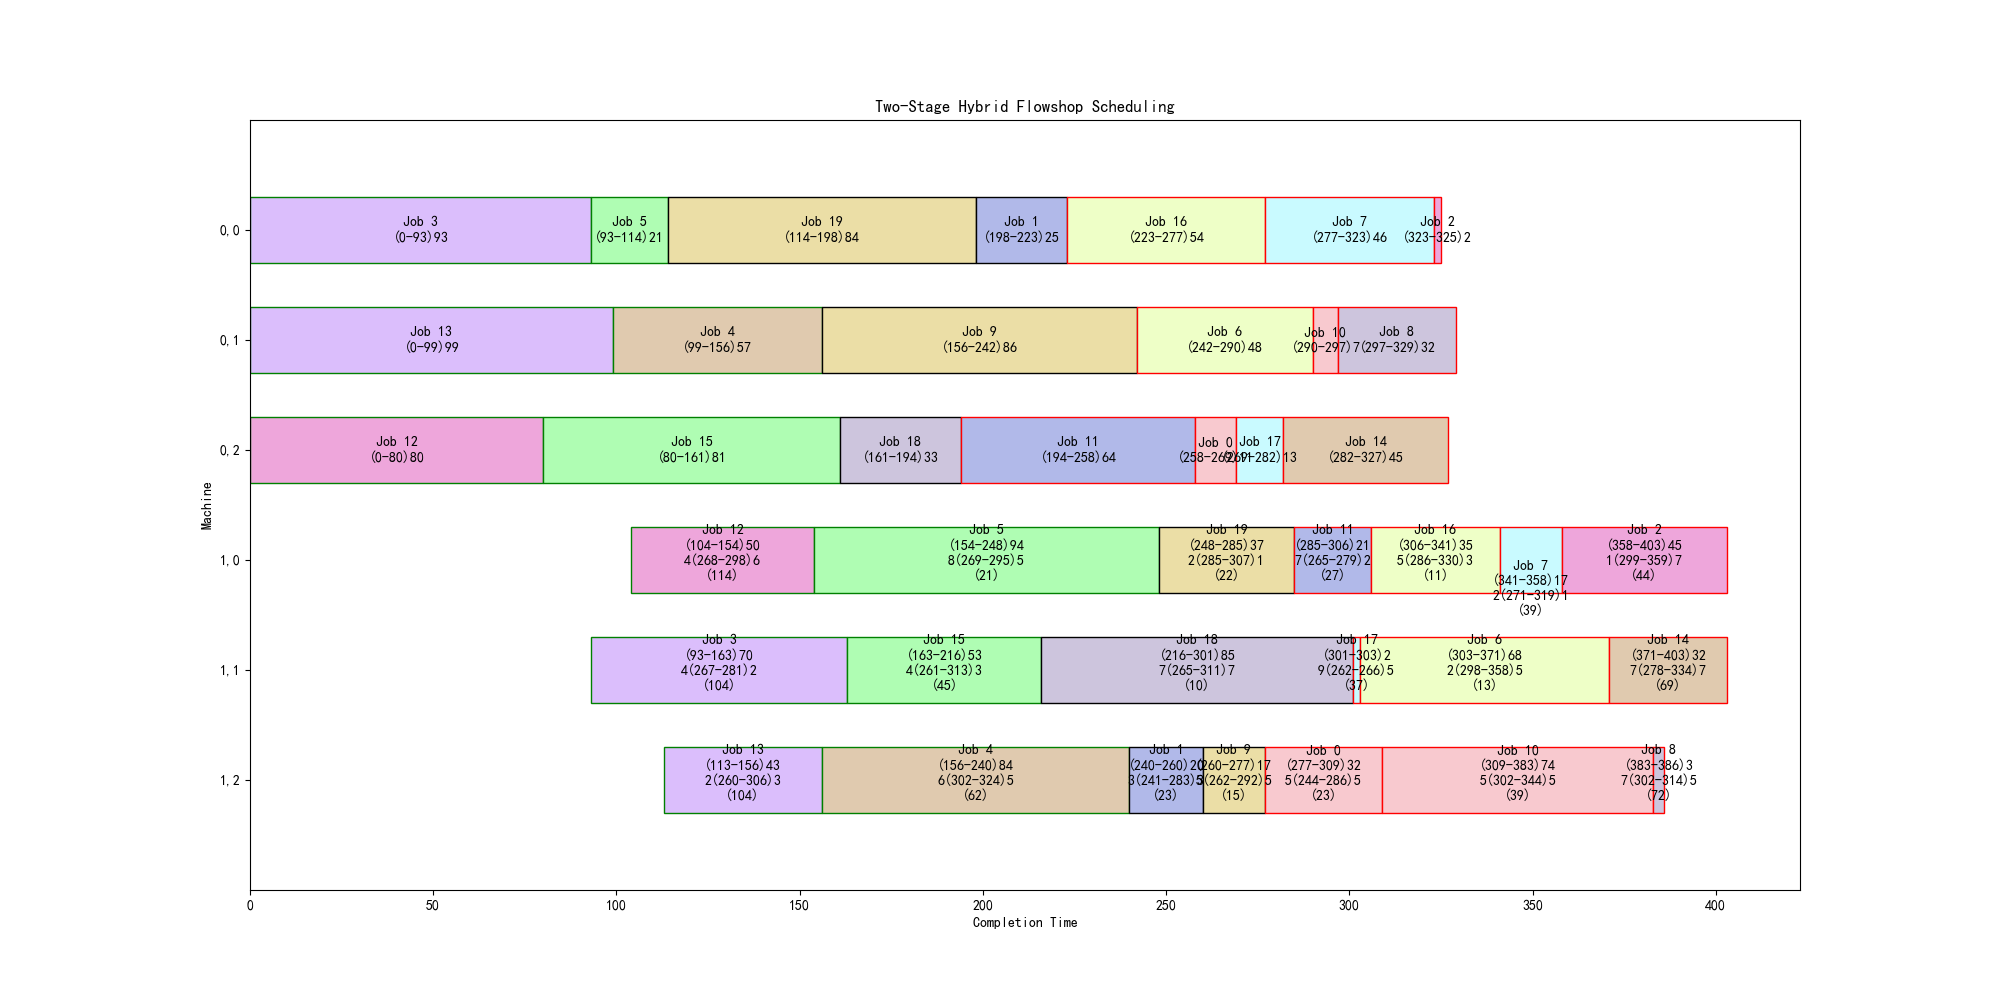 Two-Stage Hybrid Flowshop Scheduling
Machine
0,0
Job 3
(0-93)93
Job 5
(93-114)21
Job 19
(114-198)84
Job 1
(198-223)25
Job 16
(223-277)54
Job 7
(277-323)46
Job 2
(323-325)2
0,1
Job 13
(0-99)99
Job 4
(99-156)57
Job 9
(156-242)86
Job 6
(242-290)48
Job 10
(290-297)7
Job 8
(297-329)32
0,2
Job 12
(0-80)80
Job 15
(80-161)81
Job 18
(161-194)33
Job 11
(194-258)64
Job 0
(258-269)11
Job 17
(269-282)13
Job 14
(282-327)45
1,0
Job 12
(104-154)50
4(268-298)6
(114)
Job 5
(154-248)94
8(269-295)5
(21)
Job 19
(248-285)37
2(285-307)1
(22)
Job 11
(285-306)21
7(265-279)2
(27)
Job 16
(306-341)35
5(286-330)3
(11)
Job 7
(341-358)17
2(271-319)1
(39)
Job 2
(358-403)45
1(299-359)7
(44)
1,1
Job 3
(93-163)70
4(267-281)2
(104)
Job 15
(163-216)53
4(261-313)3
(45)
Job 18
(216-301)85
7(265-311)7
(10)
Job 17
(301-303)2
9(262-266)5
(37)
Job 6
(303-371)68
2(298-358)5
(13)
Job 14
(371-403)32
7(278-334)7
(69)
1,2
Job 13
(113-156)43
2(260-306)3
(104)
Job 4
(156-240)84
6(302-324)5
(62)
Job 1
(240-260)20
(23)
Job 9
(260-277)17
(15)
Job 0
(277-309)32
5(244-286)5
(23)
Job 10
(309-383)74
5(302-344)5
(39)
Job 8
(383-386)3
7(302-314)5
(72)
0
50
100
150
200
250
300
350
400
Completion Time